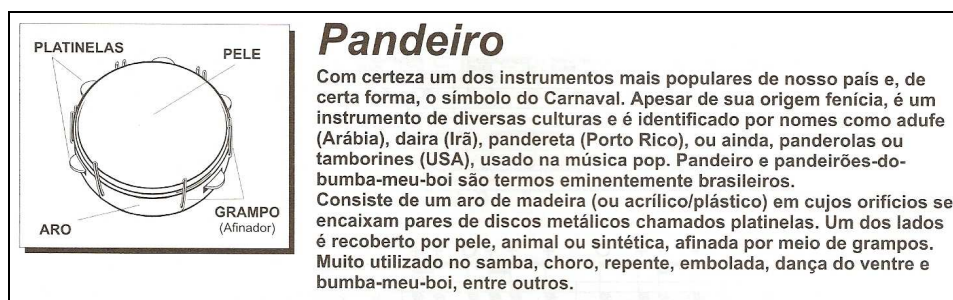 PLATINELAS
PELE
ARO
GRAMPO
(Afinador)
Pandeiro
Com certeza um dos instrumentos mais populares de nosso país e, de
certa forma, o símbolo do Carnaval. Apesar de sua origem fenícia, é um
instrumento de diversas culturas e é identificado por nomes como adufe
(Arábia), daira (Irã), pandereta (Porto Rico), ou ainda, panderolas ou
tamborines (USA), usado na música pop. Pandeiro e pandeirões-do-
bumba-meu-boi são termos eminentemente brasileiros.
Consiste de um aro de madeira (ou acrílico/plástico) em cujos orifícios se
encaixam pares de discos metálicos chamados platinelas. Um dos lados
é recoberto por pele, animal ou sintética, afinada por meio de grampos.
Muito utilizado no samba, choro, repente, embolada, dança do ventre e
bumba-meu-boi, entre outros.